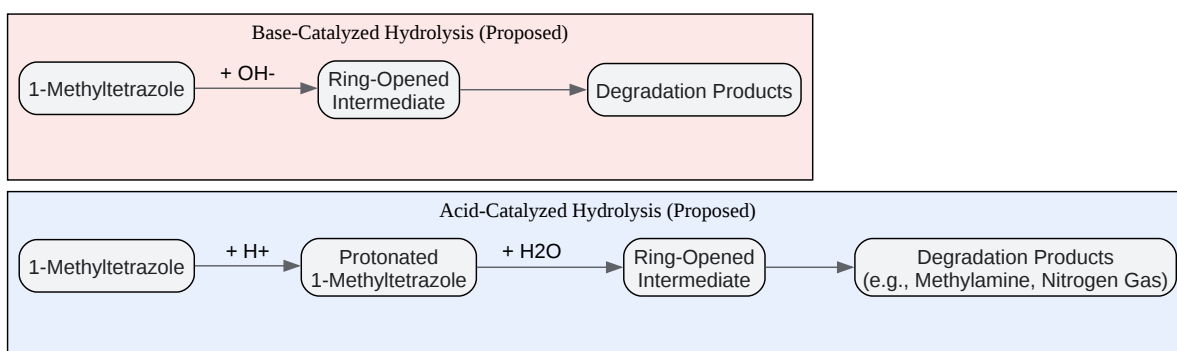 Base-Catalyzed Hydrolysis (Proposed)
1-Methyltetrazole
+ OH-
Ring-Opened
Intermediate
Degradation Products
Acid-Catalyzed Hydrolysis (Proposed)
1-Methyltetrazole
+ H+
Protonated
1-Methyltetrazole
+ H2O
Ring-Opened
Intermediate
Degradation Products
(e.g., Methylamine, Nitrogen Gas)